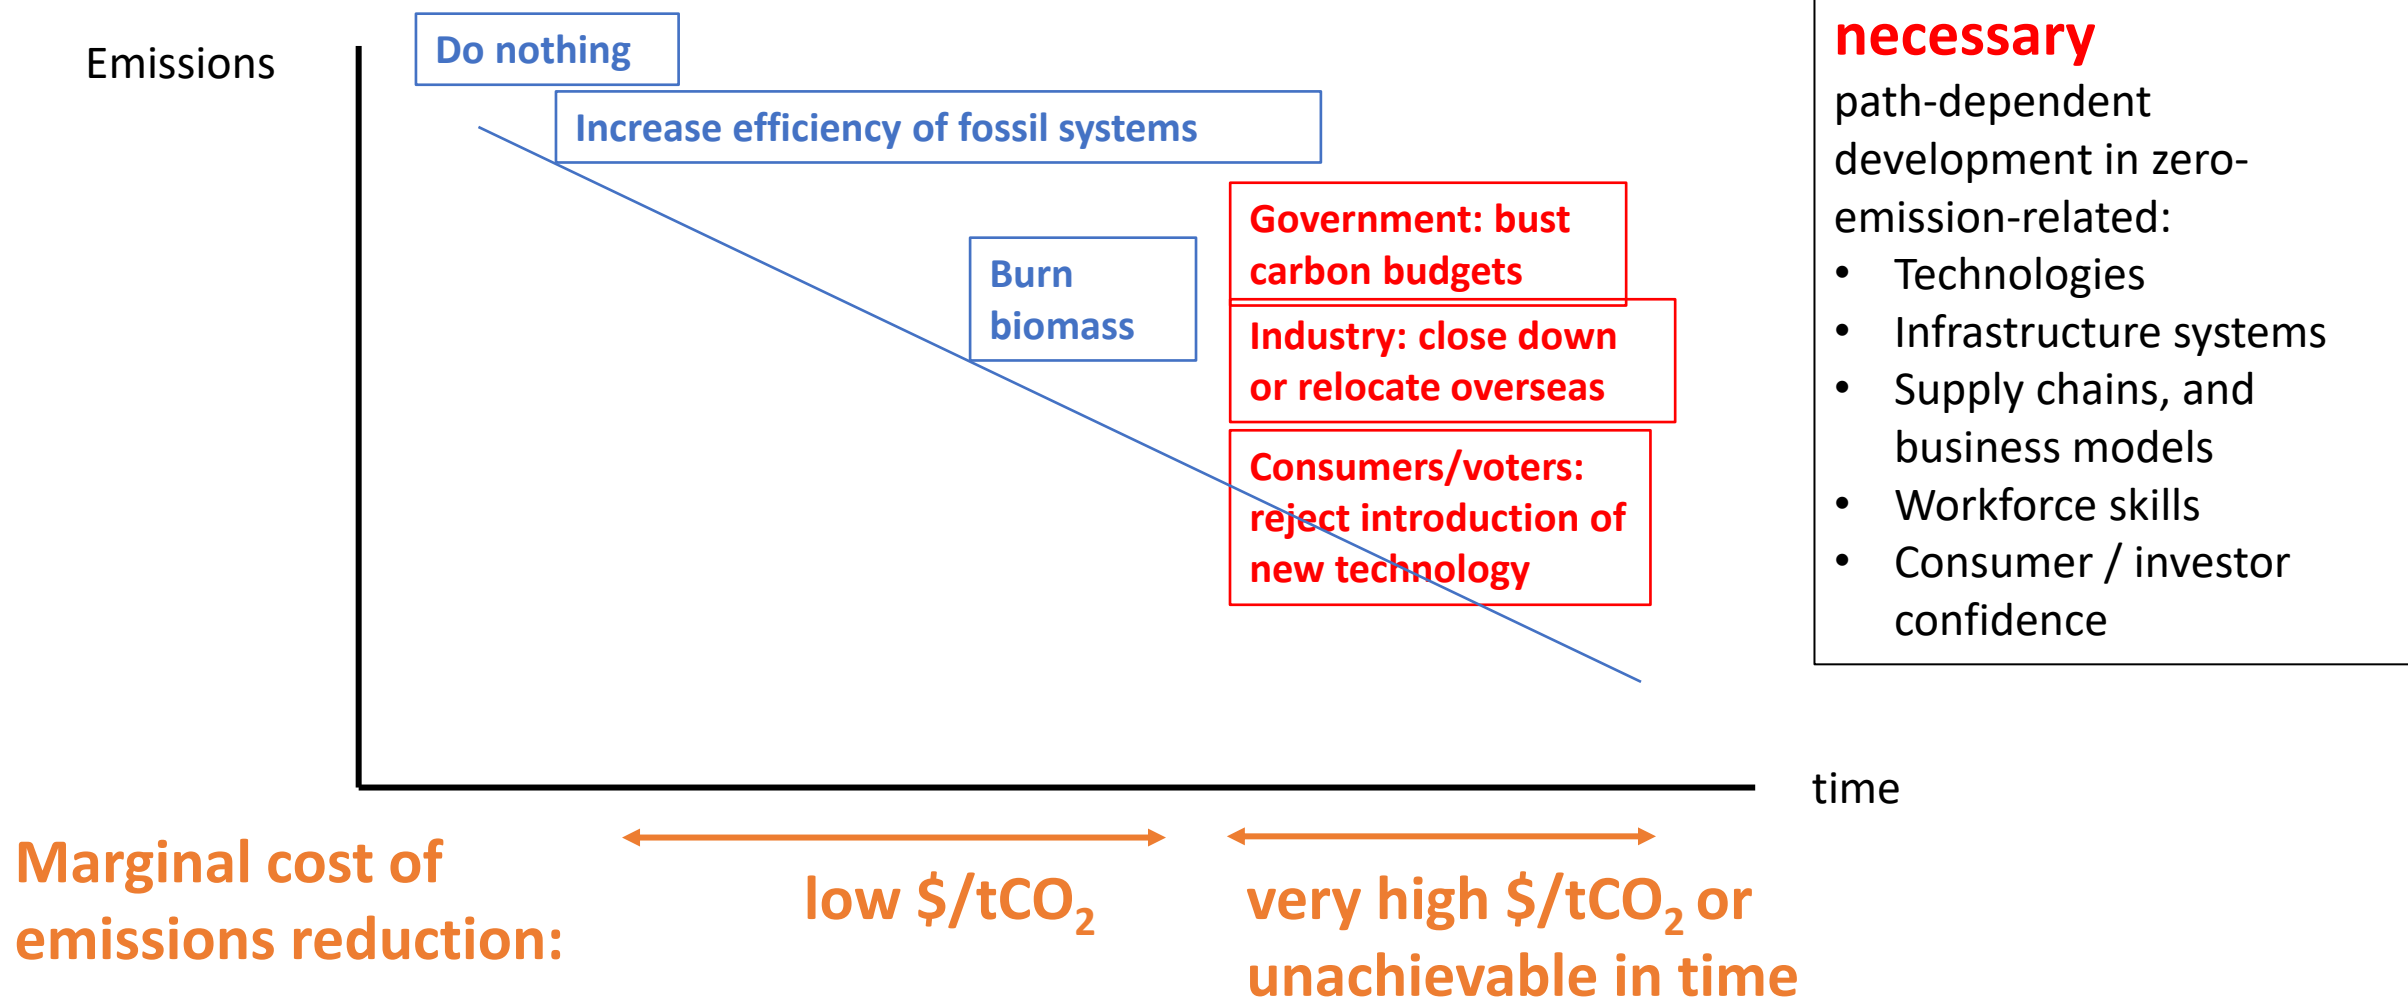 Emissions
Do nothing
Increase efficiency of fossil systems
Burn
biomass
Government: bust
carbon budgets
Industry: close down
or relocate overseas
Consumers/voters:
reject introduction of
new technology
necessary
path-dependent
development in zero-
emission-related:
• Technologies
• Infrastructure systems
• Supply chains, and
business models
• Workforce skills
• Consumer / investor
confidence
time
Marginal cost of
emissions reduction:
low $/tCO₂
very high $/tCO₂ or
unachievable in time